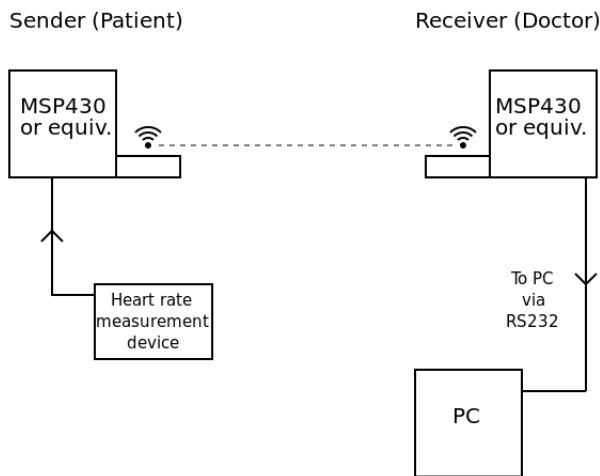 Sender (Patient)
Receiver (Doctor)
MSP430
or equiv.
MSP430
or equiv.
Heart rate
measurement
device
To PC
via
RS232
PC